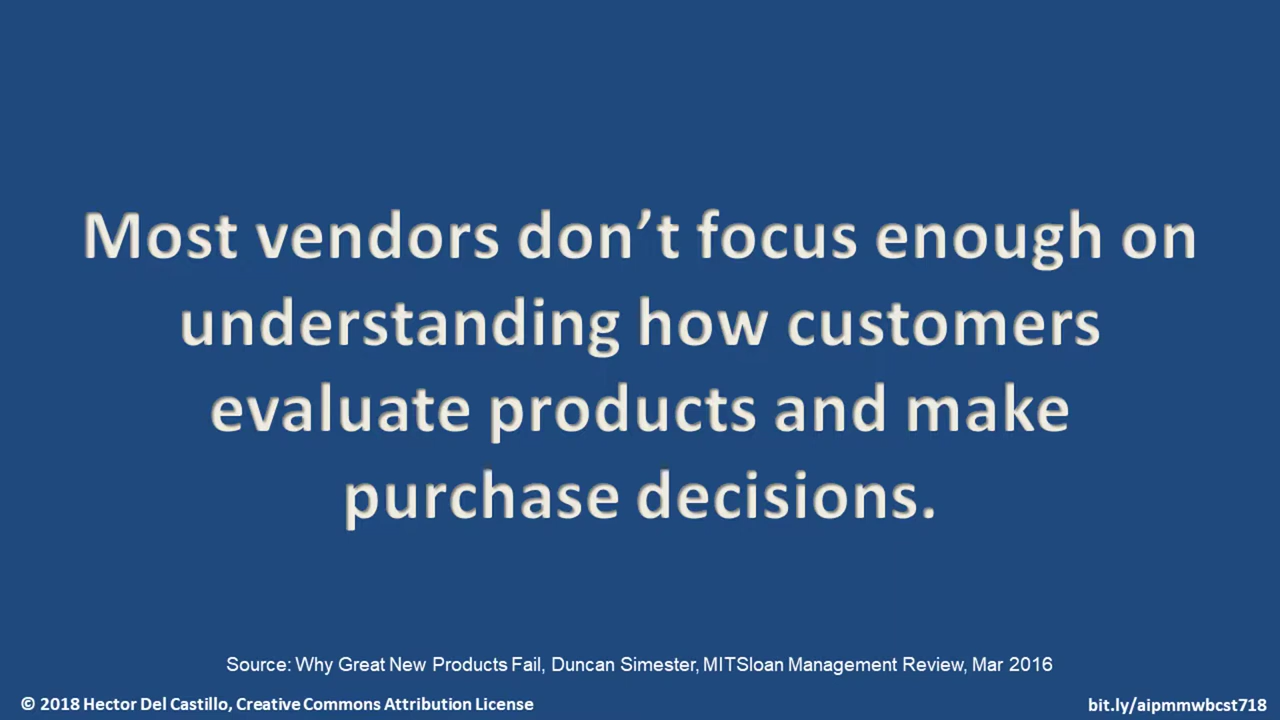 Most vendors don’t focus enough on
understanding how customers
evaluate products and make
purchase decisions.
Source: Why Great New Products Fail, Duncan Simester, MITSloan Management Review, Mar 2016
© 2018 Hector Del Castillo, Creative Commons Attribution License
bit.ly/aipmmwbcst718